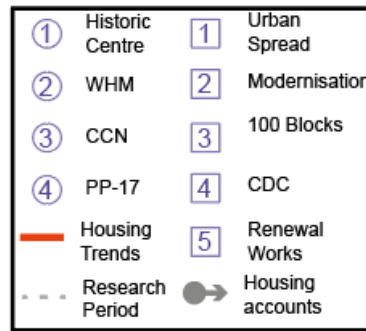 1 Historic Centre 1 Urban Spread
2 WHM 2 Modernisation
3 CCN 3 100 Blocks
4 PP-17 4 CDC
Housing Trends 5 Renewal Works
Research Period Housing accounts